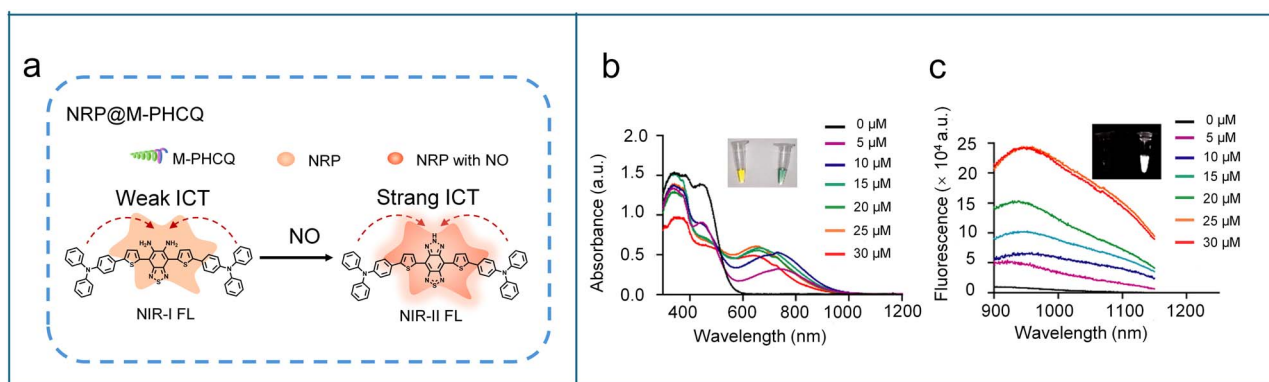 a
NRP@M-PHCQ
M-PHCQ
NRP
NRP with NO
Weak ICT
Strang ICT
H₂N
NH₂
NO
N
S
N
N
N
N
H
N
N
N
N
S
N
N
N
NIR-I FL
NIR-II FL
b
Absorbance (a.u.)
2.0
1.5
1.0
0.5
0.0
400
600
800
1000
1200
Wavelength (nm)
0 µM
5 µM
10 µM
15 µM
20 µM
25 µM
30 µM
c
Fluorescence (× 10⁴ a.u.)
25
20
15
10
5
0
900
1000
1100
1200
Wavelength (nm)
0 µM
5 µM
10 µM
15 µM
20 µM
25 µM
30 µM